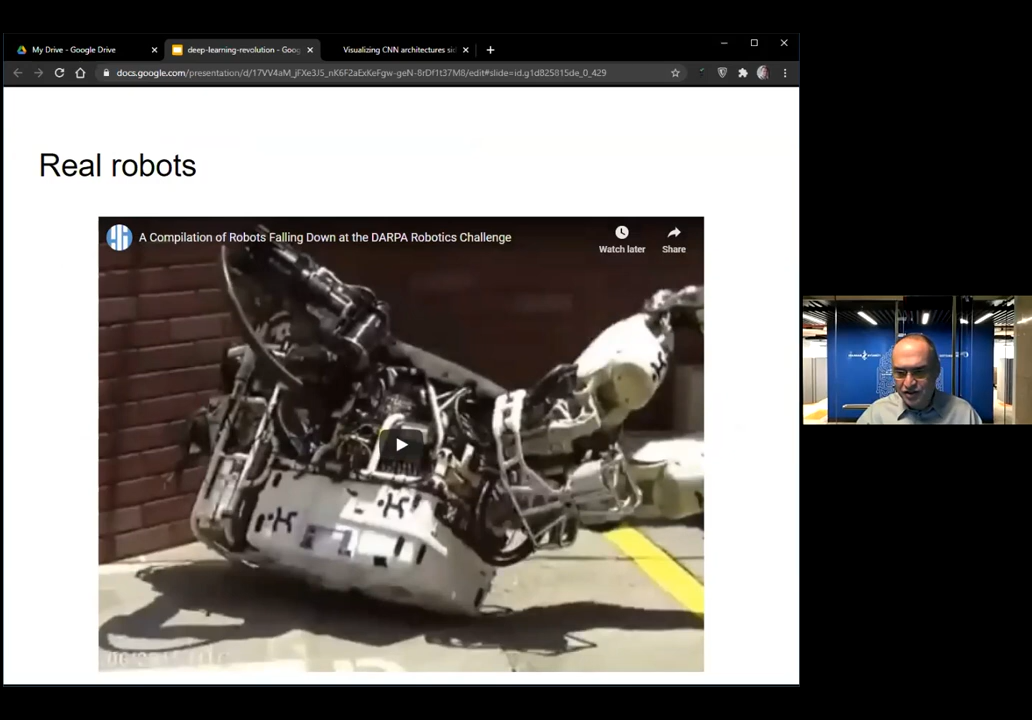 My Drive - Google Drive
deep-learning-revolution - Goog
Visualizing CNN architectures sid
docs.google.com/presentation/d/17VV4aM_jFXe3J5_nK6F2aExKeFgw-geN-8rDf1t37M8/edit#slide=id.g1d825815de_0_429
Real robots
A Compilation of Robots Falling Down at the DARPA Robotics Challenge
Watch later
Share